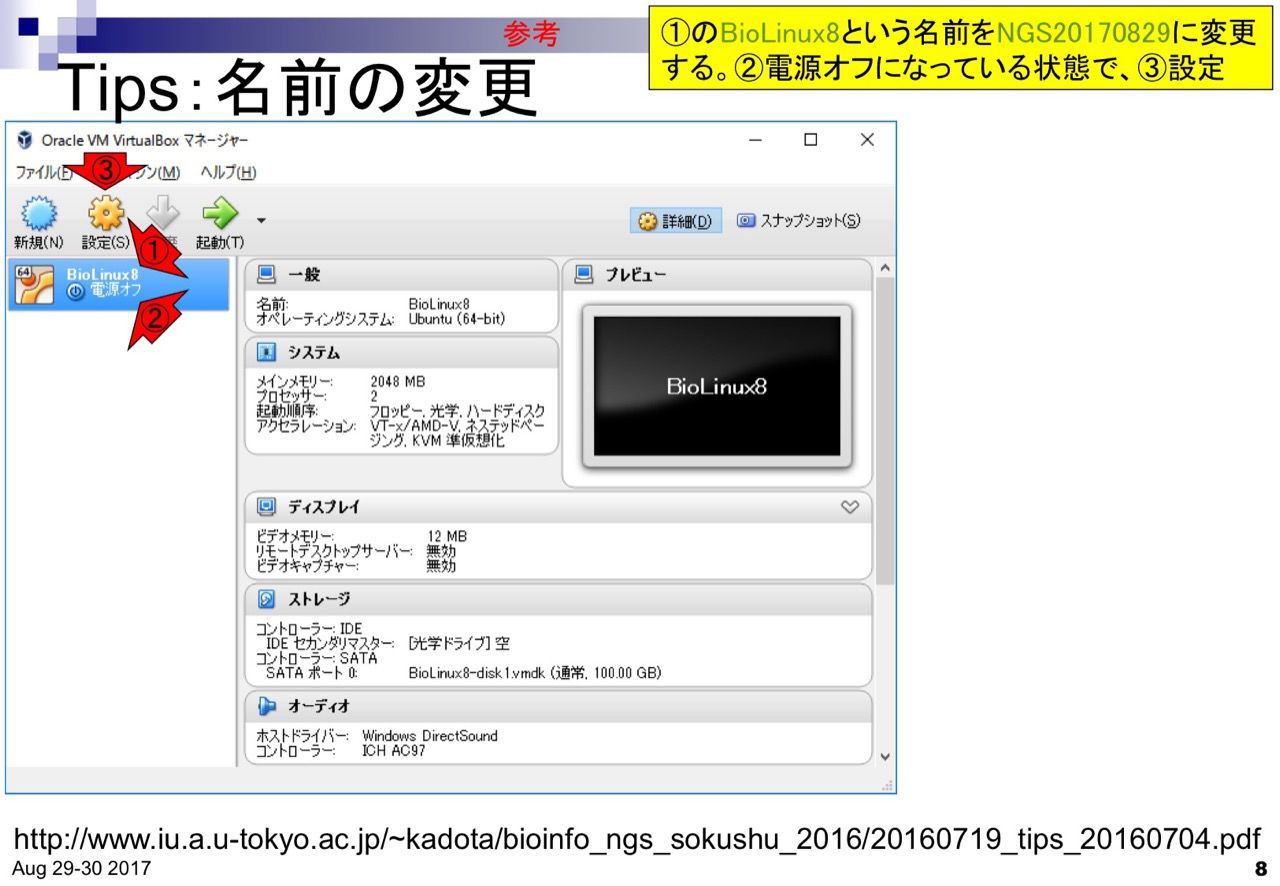 参考
①のBioLinux8という名前をNGS20170829に変更
する。②電源オフになっている状態で、③設定
Tips：名前の変更
Oracle VM VirtualBox マネージャー
ファイル(F) ③ シン(M) ヘルプ(H)
新規(N) 設定(S) 起動(T) 詳細(D) スナップショット(S)
①
64 BioLinux8
電源オフ
②
一般
名前: BioLinux8
オペレーティングシステム: Ubuntu (64-bit)
プレビュー
BioLinux8
システム
メインメモリー: 2048 MB
プロセッサー: 2
起動順序: フロッピー, 光学, ハードディスク
アクセラレーション: VT-x/AMD-V, ネステッドペー
ジング, KVM 準仮想化
ディスプレイ
ビデオメモリー: 12 MB
リモートデスクトップサーバー: 無効
ビデオキャプチャー: 無効
ストレージ
コントローラー: IDE
IDE セカンダリマスター: [光学ドライブ] 空
コントローラー: SATA
SATA ポート 0: BioLinux8-disk1.vmdk (通常, 100.00 GB)
オーディオ
ホストドライバー: Windows DirectSound
コントローラー: ICH AC97
http://www.iu.a.u-tokyo.ac.jp/~kadota/bioinfo_ngs_sokushu_2016/20160719_tips_20160704.pdf
Aug 29-30 2017
8